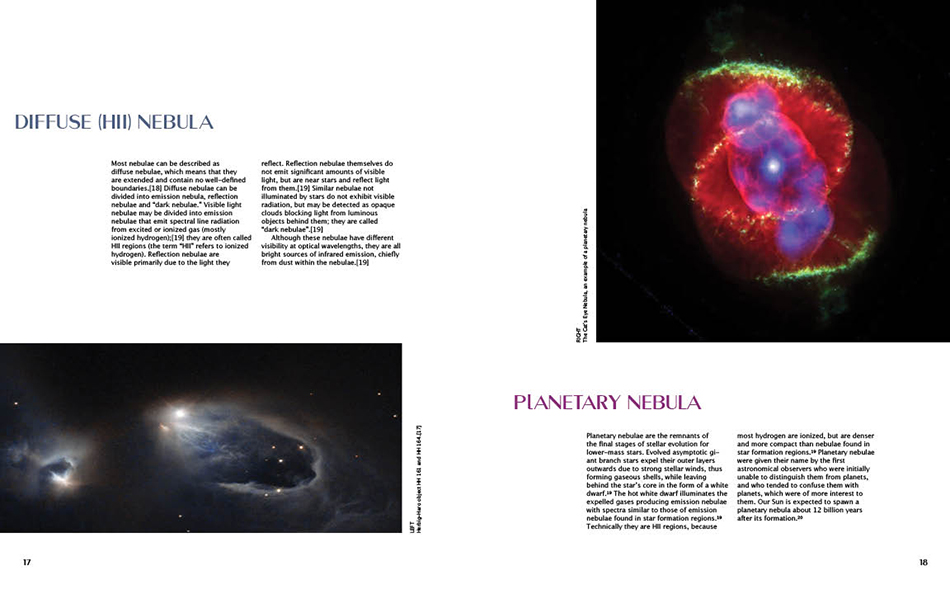 DIFFUSE (HII) NEBULA
Most nebulae can be described as
diffuse nebulae, which means that they
are extended and contain no well-defined
boundaries.[18] Diffuse nebulae can be
divided into emission nebula, reflection
nebulae and "dark nebulae." Visible light
nebulae may be divided into emission
nebulae that emit spectral line radiation
from excited or ionized gas (mostly
ionized hydrogen);[19] they are often called
HII regions (the term "HII" refers to ionized
hydrogen). Reflection nebulae are
visible primarily due to the light they
reflect. Reflection nebulae themselves do
not emit significant amounts of visible
light, but are near stars and reflect light
from them.[19] Similar nebulae not
illuminated by stars do not exhibit visible
radiation, but may be detected as opaque
clouds blocking light from luminous
objects behind them; they are called
"dark nebulae".[19]
Although these nebulae have different
visibility at optical wavelengths, they are all
bright sources of infrared emission, chiefly
from dust within the nebulae.[19]
LEFT
Herbig-Haro object HH 161 and HH 164.[17]
17
RIGHT
The Cat's Eye Nebula, an example of a planetary nebula
PLANETARY NEBULA
Planetary nebulae are the remnants of
the final stages of stellar evolution for
lower-mass stars. Evolved asymptotic gi-
ant branch stars expel their outer layers
outwards due to strong stellar winds, thus
forming gaseous shells, while leaving
behind the star's core in the form of a white
dwarf.¹⁹ The hot white dwarf illuminates the
expelled gases producing emission nebulae
with spectra similar to those of emission
nebulae found in star formation regions.¹⁹
Technically they are HII regions, because
most hydrogen are ionized, but are denser
and more compact than nebulae found in
star formation regions.¹⁹ Planetary nebulae
were given their name by the first
astronomical observers who were initially
unable to distinguish them from planets,
and who tended to confuse them with
planets, which were of more interest to
them. Our Sun is expected to spawn a
planetary nebula about 12 billion years
after its formation.²⁰
18